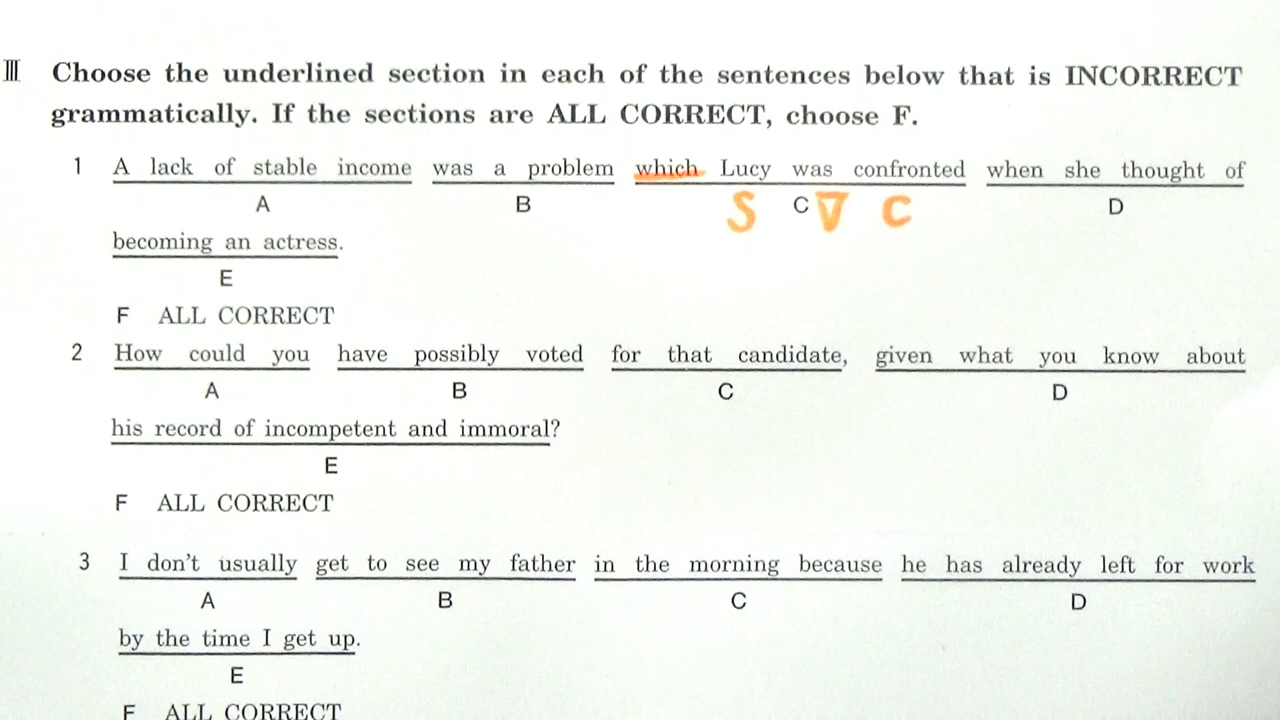 III Choose the underlined section in each of the sentences below that is INCORRECT
grammatically. If the sections are ALL CORRECT, choose F.
1 A lack of stable income was a problem which Lucy was confronted when she thought of
A B C D
S V C
becoming an actress.
E
F ALL CORRECT
2 How could you have possibly voted for that candidate, given what you know about
A B C D
his record of incompetent and immoral?
E
F ALL CORRECT
3 I don't usually get to see my father in the morning because he has already left for work
A B C D
by the time I get up.
E
F ALL CORRECT